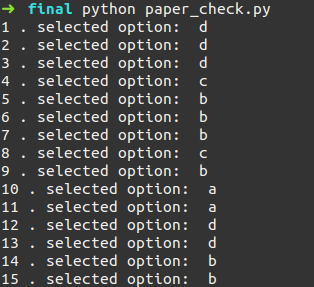 ➜ final python paper_check.py
1 . selected option:  d
2 . selected option:  d
3 . selected option:  d
4 . selected option:  c
5 . selected option:  b
6 . selected option:  b
7 . selected option:  b
8 . selected option:  c
9 . selected option:  b
10 . selected option:  a
11 . selected option:  a
12 . selected option:  d
13 . selected option:  d
14 . selected option:  b
15 . selected option:  b